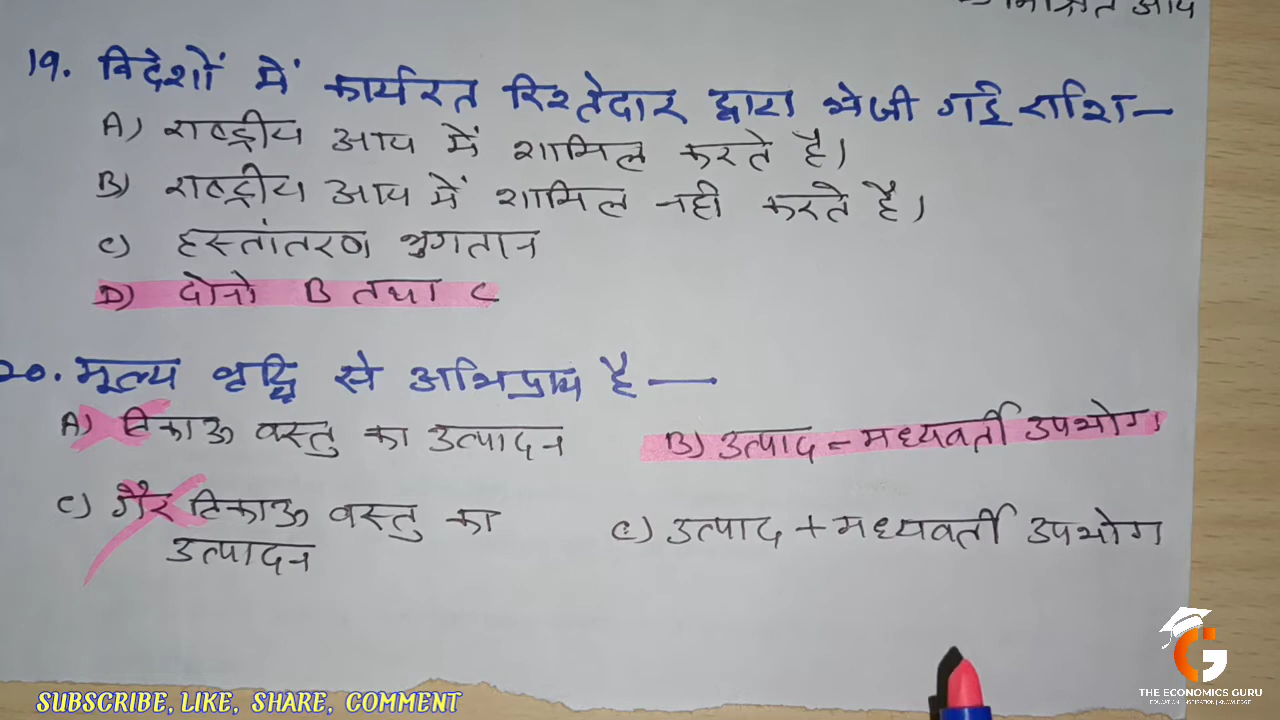 मिश्रित आय
19. विदेशों में कार्यरत रिश्तेदार द्वारा भेजी गई राशि—
A) राष्ट्रीय आय में शामिल करते है।
B) राष्ट्रीय आय में शामिल नही करते है।
C) हस्तांतरण भुगतान
D) दोनो B तथा C
20. मूल्य वृद्धि से अभिप्राय है —
A) टिकाऊ वस्तु का उत्पादन B) उत्पाद - मध्यवर्ती उपभोग
C) गैर टिकाऊ वस्तु का
उत्पादन
C) उत्पाद + मध्यवर्ती उपभोग
SUBSCRIBE, LIKE, SHARE, COMMENT
THE ECONOMICS GURU